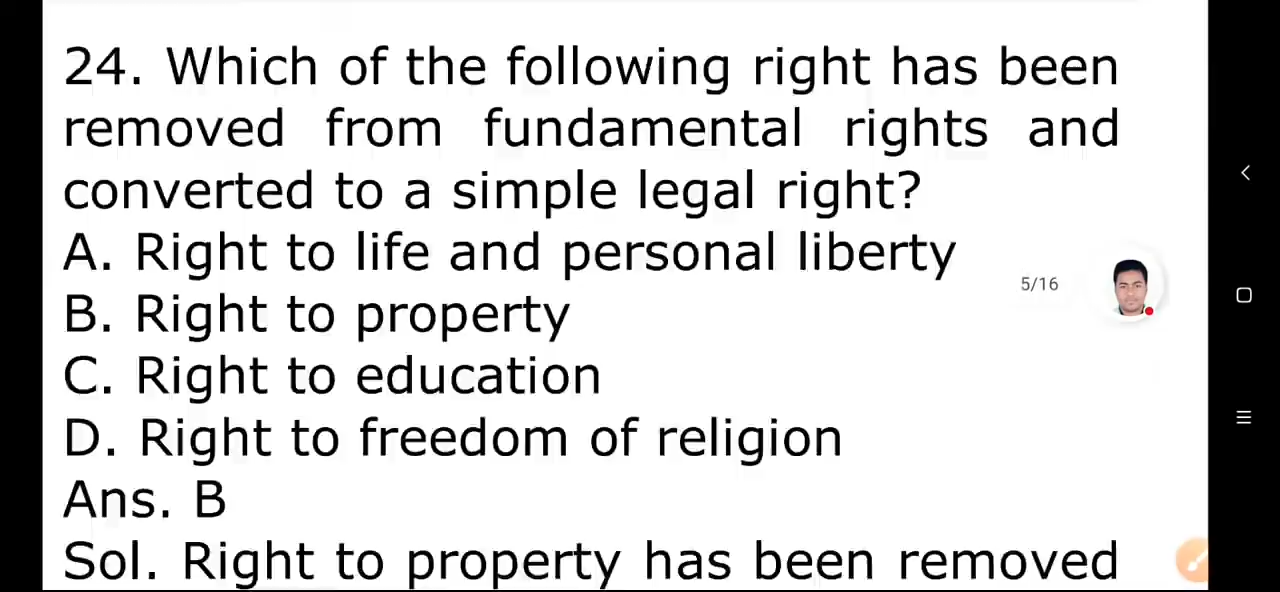 24. Which of the following right has been
removed from fundamental rights and
converted to a simple legal right?
A. Right to life and personal liberty
5/16
B. Right to property
C. Right to education
D. Right to freedom of religion
Ans. B
Sol. Right to property has been removed